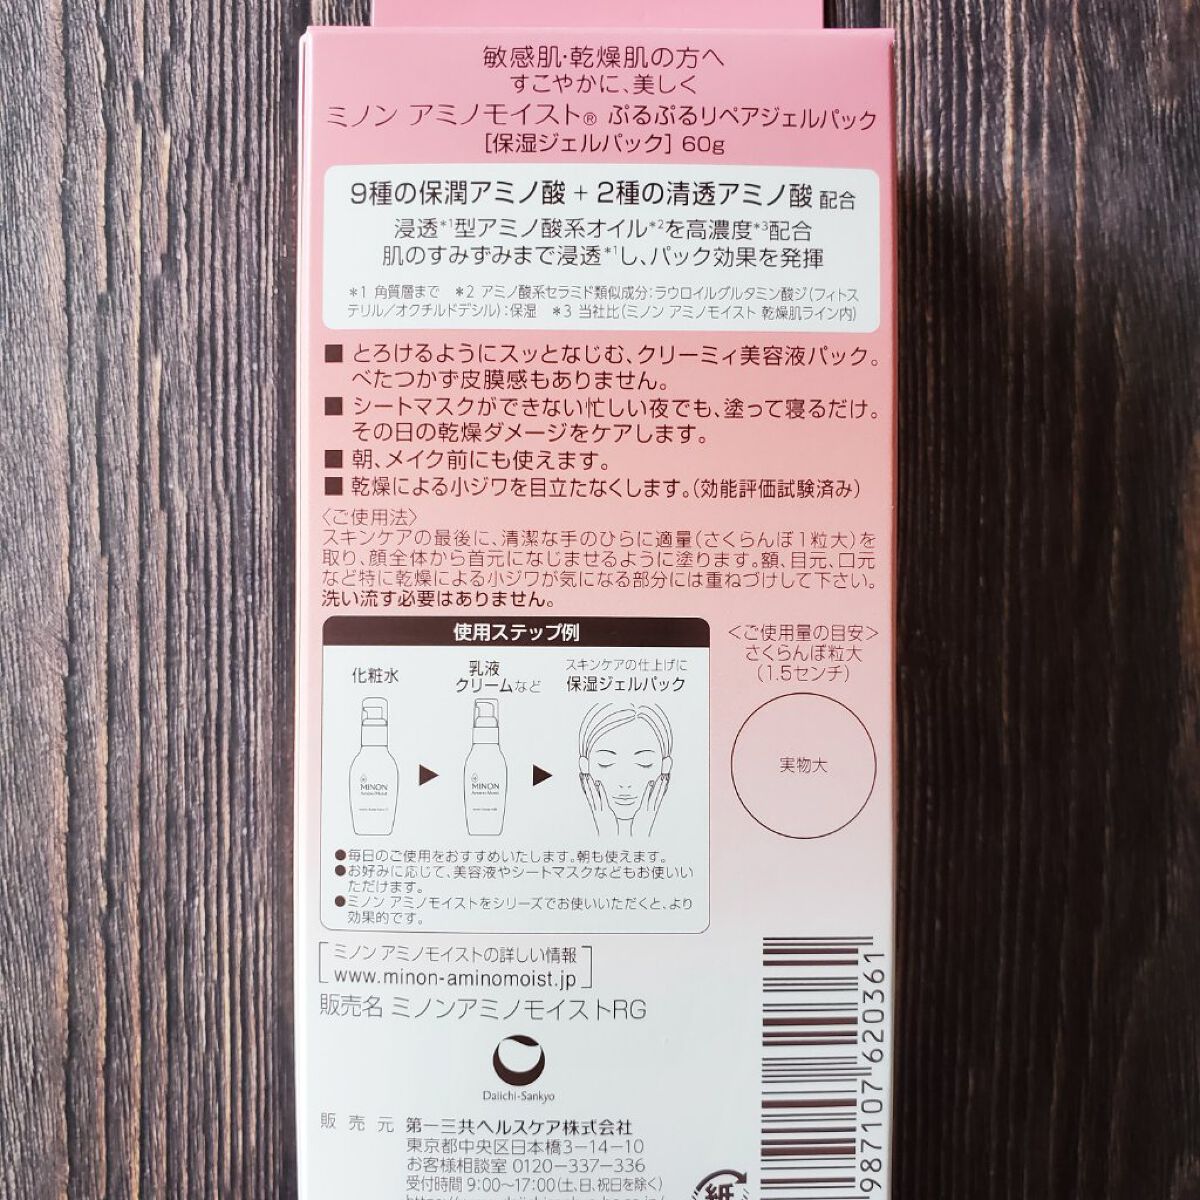 敏感肌・乾燥肌の方へ
すこやかに、美しく
ミノン アミノモイスト® ぷるぷるリペアジェルパック
[保湿ジェルパック] 60g
9種の保潤アミノ酸 + 2種の清透アミノ酸 配合
浸透*1型アミノ酸系オイル*2を高濃度*3配合
肌のすみずみまで浸透*1し、パック効果を発揮
*1 角質層まで *2 アミノ酸系セラミド類似成分:ラウロイルグルタミン酸ジ(フィトス
テリル/オクチルドデシル):保湿 *3 当社比(ミノン アミノモイスト 乾燥肌ライン内)
■ とろけるようにスッとなじむ、クリーミィ美容液パック。
べたつかず皮膜感もありません。
■ シートマスクができない忙しい夜でも、塗って寝るだけ。
その日の乾燥ダメージをケアします。
■ 朝、メイク前にも使えます。
■ 乾燥による小ジワを目立たなくします。(効能評価試験済み)
〈ご使用法〉
スキンケアの最後に、清潔な手のひらに適量(さくらんぼ1粒大)を
取り、顔全体から首元になじませるように塗ります。額、目元、口元
など特に乾燥による小ジワが気になる部分には重ねづけして下さい。
洗い流す必要はありません。
使用ステップ例
化粧水
乳液
クリームなど
スキンケアの仕上げに
保湿ジェルパック
MINON
Amino Moist
MINON
Amino Moist
●毎日のご使用をおすすめいたします。朝も使えます。
●お好みに応じて、美容液やシートマスクなどもお使いい
ただけます。
●ミノン アミノモイストをシリーズでお使いいただくと、より
効果的です。
＜ご使用量の目安＞
さくらんぼ粒大
(1.5センチ)
実物大
ミノン アミノモイストの詳しい情報
www.minon-aminomoist.jp
販売名 ミノンアミノモイストRG
Daiichi-Sankyo
販売元 第一三共ヘルスケア株式会社
東京都中央区日本橋3-14-10
お客様相談室 0120-337-336
受付時間 9:00~17:00(土、日、祝日を除く)
987107 620361
紙